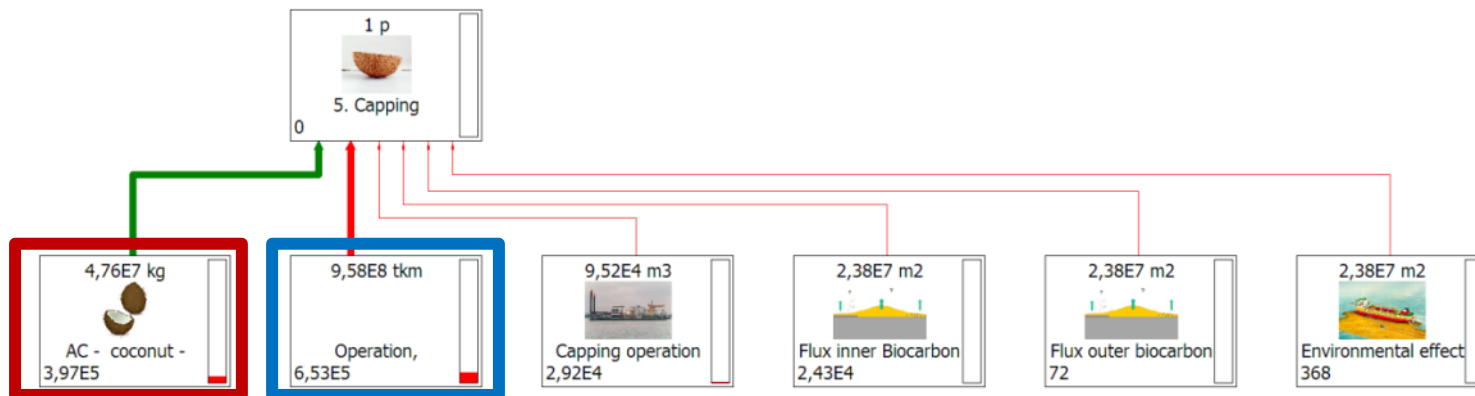 1 p
5. Capping
0
4,76E7 kg
AC - coconut -
3,97E5
9,58E8 tkm
Operation,
6,53E5
9,52E4 m3
Capping operation
2,92E4
2,38E7 m2
Flux inner Biocarbon
2,43E4
2,38E7 m2
Flux outer biocarbon
72
2,38E7 m2
Environmental effect
368